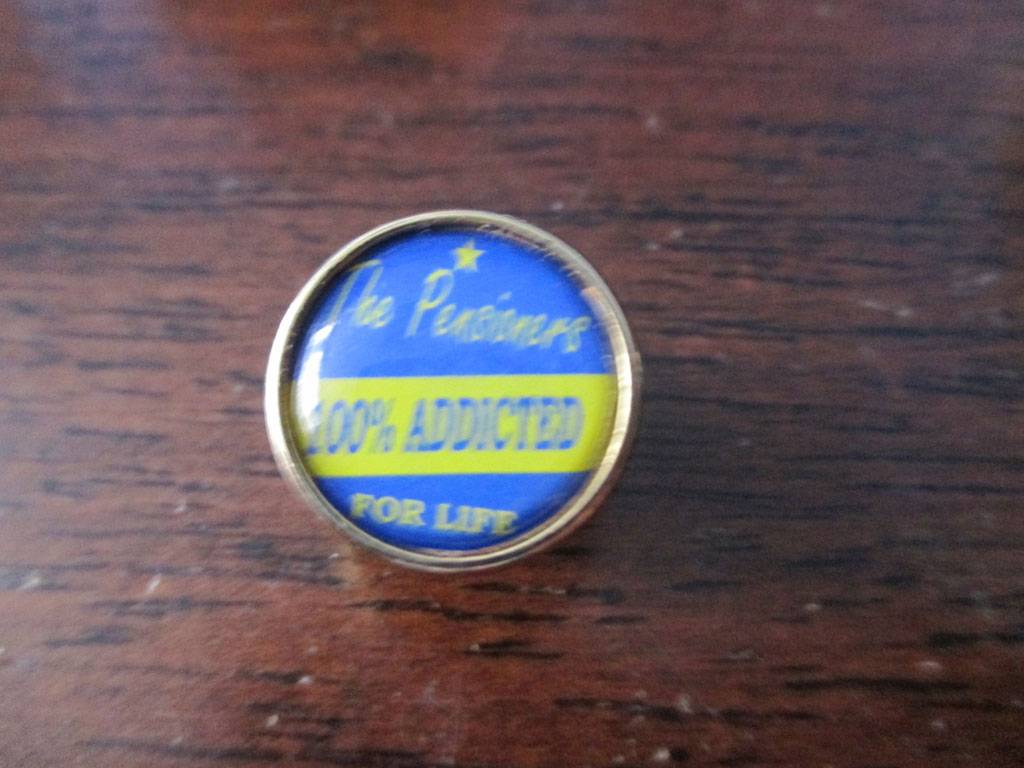 The Pensioners
100% ADDICTED
FOR LIFE